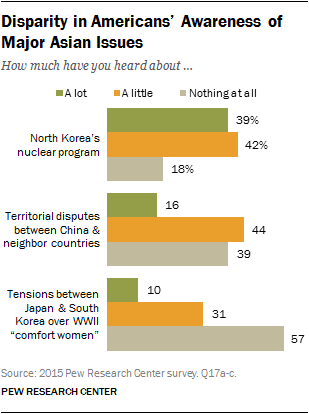 Disparity in Americans' Awareness of
Major Asian Issues
How much have you heard about ...
A lot A little Nothing at all
North Korea's
nuclear program
39%
42%
18%
Territorial disputes
between China &
neighbor countries
16
44
39
Tensions between
Japan & South
Korea over WWII
"comfort women"
10
31
57
Source: 2015 Pew Research Center survey. Q17a-c.
PEW RESEARCH CENTER